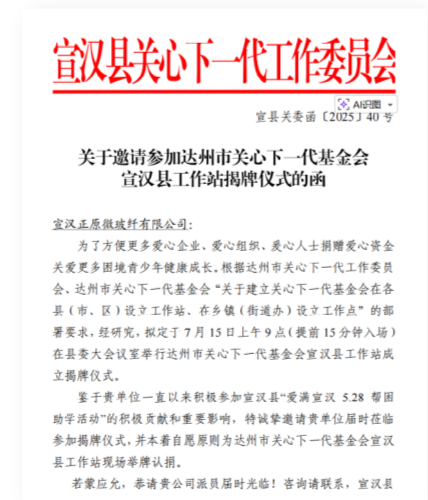 宣汉县关心下一代工作委员会
AI识图
宣县关委函〔2025〕40号
关于邀请参加达州市关心下一代基金会
宣汉县工作站揭牌仪式的函
宣汉正原微玻纤有限公司：
为了方便更多爱心企业、爱心组织、爱心人士捐赠爱心资金
关爱更多困境青少年健康成长。根据达州市关心下一代工作委员
会、达州市关心下一代基金会“关于建立关心下一代基金会在各
县（市、区）设立工作站、在乡镇（街道办）设立工作点”的部
署要求，经研究，拟定于7月15日上午9点（提前15分钟入场）
在县委大会议室举行达州市关心下一代基金会宣汉县工作站成
立揭牌仪式。
鉴于贵单位一直以来积极参加宣汉县“爱满宣汉 5.28 帮困
助学活动”的积极贡献和重要影响，特诚挚邀请贵单位届时莅临
参加揭牌仪式，并本着自愿原则为达州市关心下一代基金会宣汉
县工作站现场举牌认捐。
若蒙应允，恭请贵公司派员届时光临！咨询请联系，宣汉县